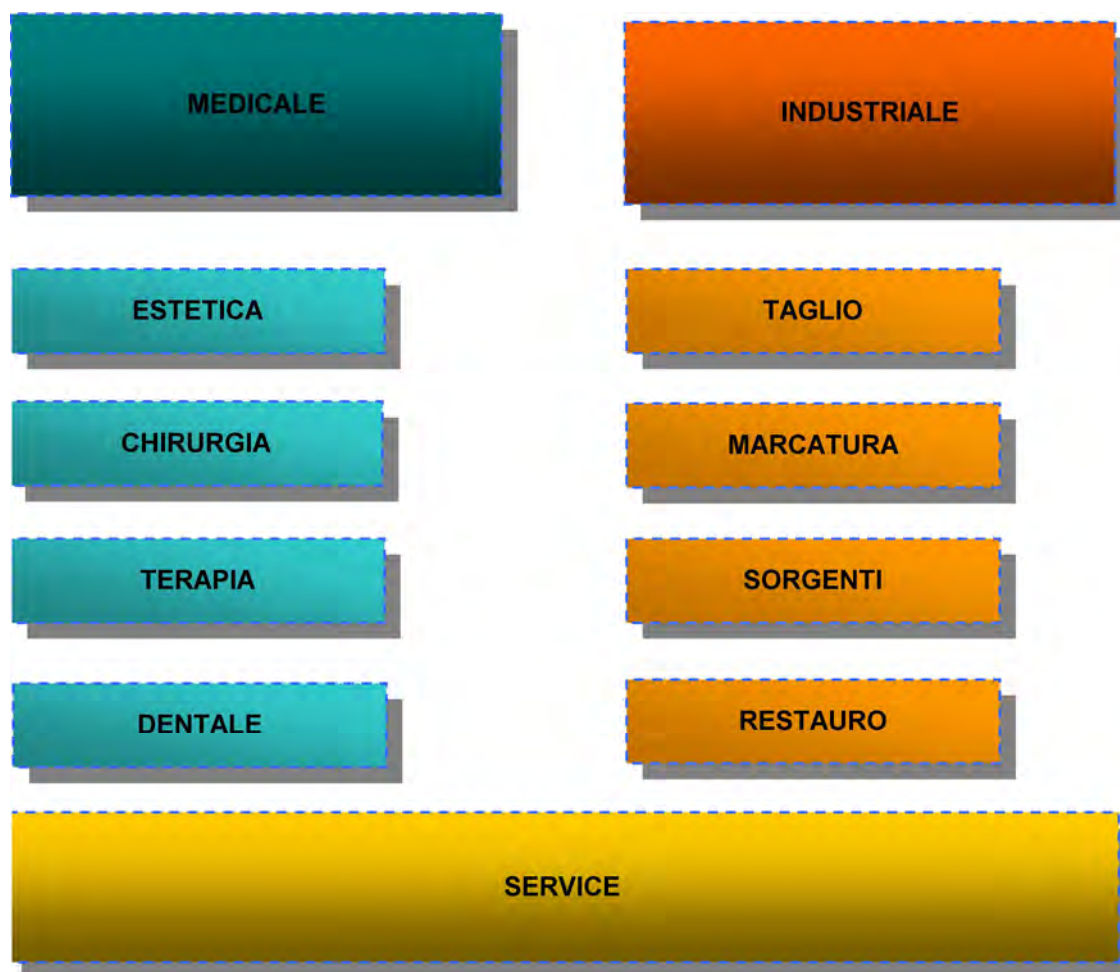 MEDICALE
INDUSTRIALE
ESTETICA
TAGLIO
CHIRURGIA
MARCATURA
TERAPIA
SORGENTI
DENTALE
RESTAURO
SERVICE